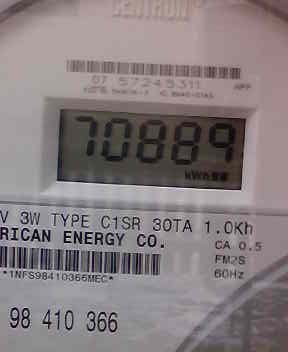 CENTRON
07 57245311
70889
kWh
V 3W TYPE C1SR 30TA 1.0Kh
RICAN ENERGY CO.
CA 0.5
FM2S
60Hz
*1NFS98410366MEC*
98 410 366